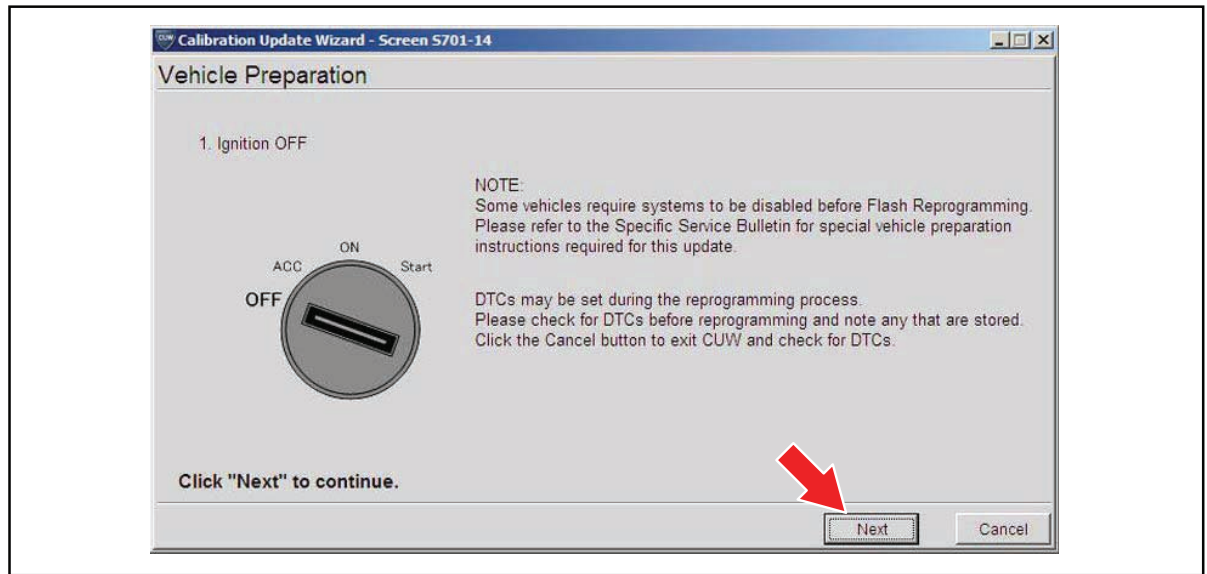 CUW Calibration Update Wizard - Screen S701-14
Vehicle Preparation
1. Ignition OFF
NOTE:
Some vehicles require systems to be disabled before Flash Reprogramming.
Please refer to the Specific Service Bulletin for special vehicle preparation
instructions required for this update.
ON
ACC
Start
OFF
DTCs may be set during the reprogramming process.
Please check for DTCs before reprogramming and note any that are stored.
Click the Cancel button to exit CUW and check for DTCs.
Click "Next" to continue.
Next
Cancel